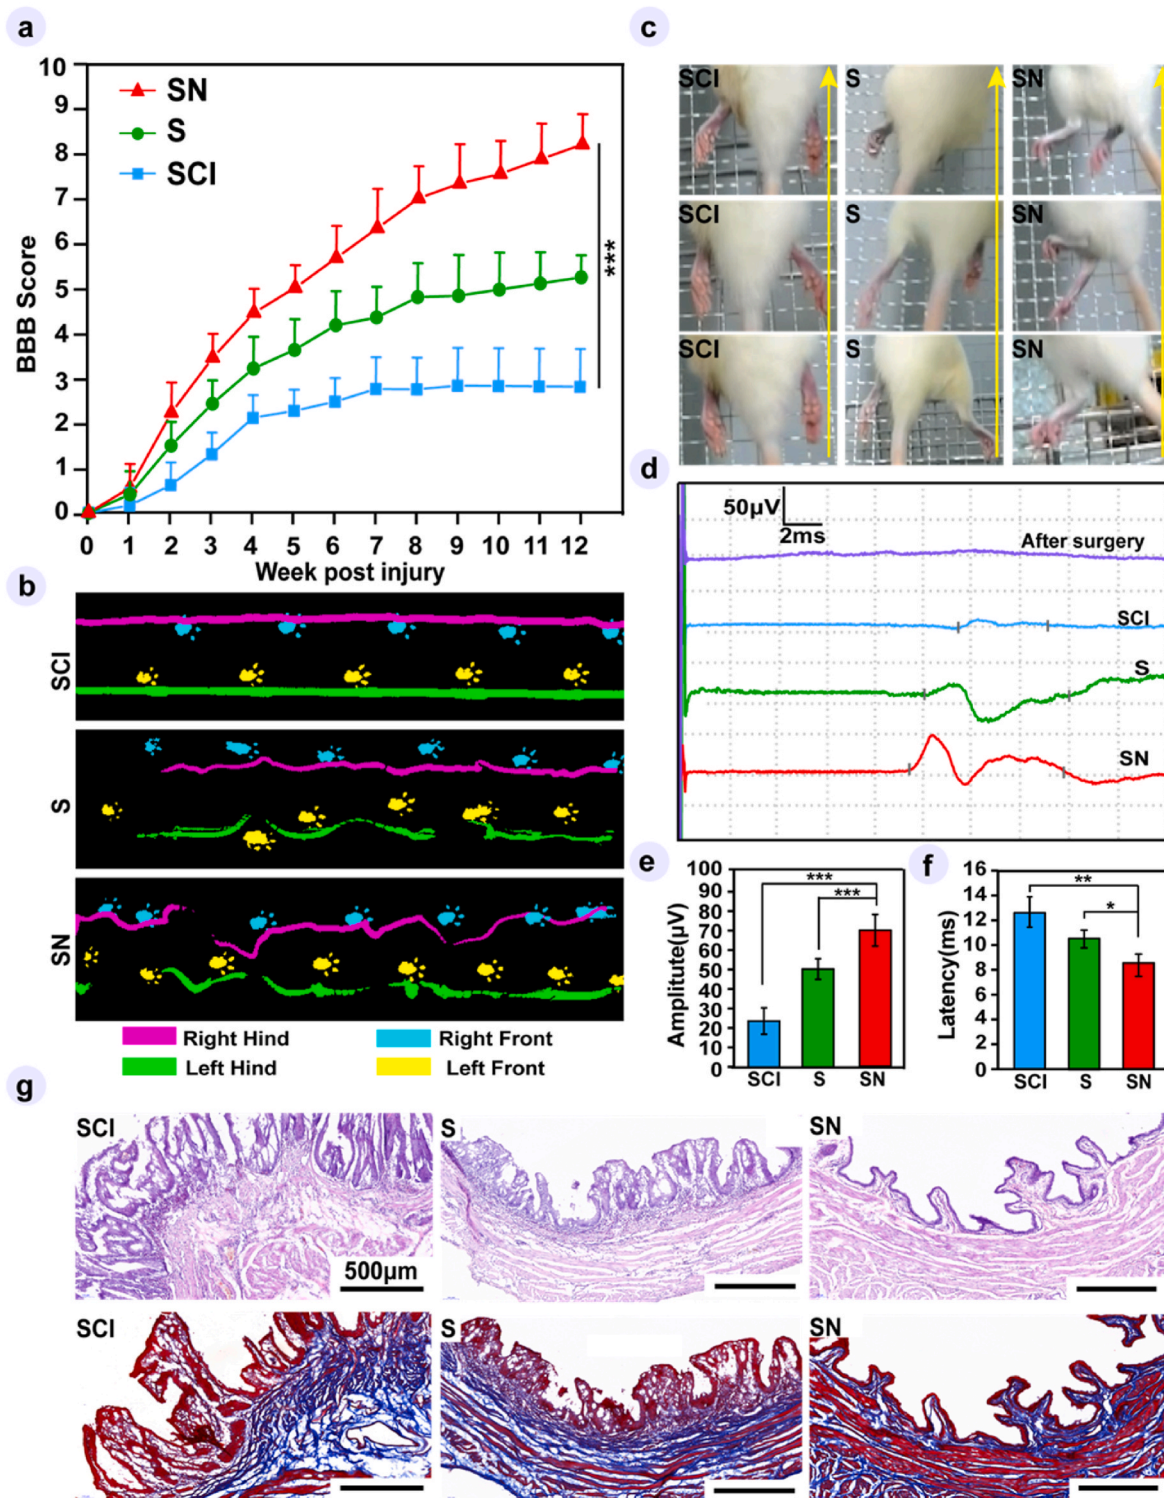 a
BBB Score
10
9
8
7
6
5
4
3
2
1
0
SN
S
SCI
***
0 1 2 3 4 5 6 7 8 9 10 11 12
Week post injury
b
SCI
S
SN
Right Hind
Right Front
Left Hind
Left Front
c
SCI S SN
SCI S SN
SCI S SN
d
50μV
2ms
After surgery
SCI
S
SN
e
Amplitute(μV)
100
90
80
70
60
50
40
30
20
10
0
***
***
SCI S SN
f
Latency(ms)
16
14
12
10
8
6
4
2
0
**
*
SCI S SN
g
SCI S SN
500μm
SCI S SN